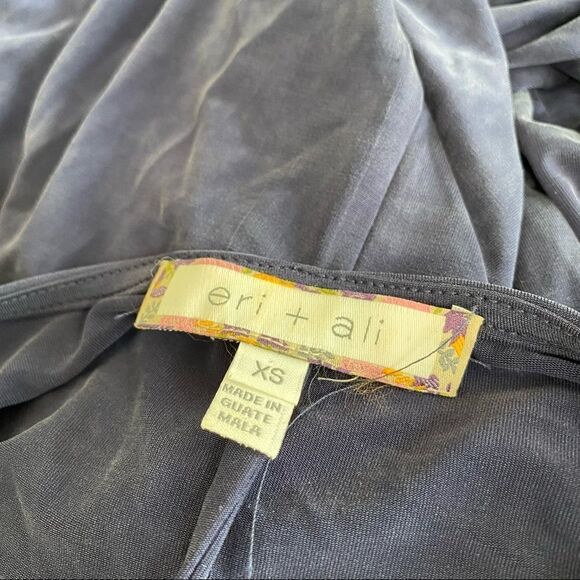 eri + ali
XS
MADE IN
GUATE
MALA